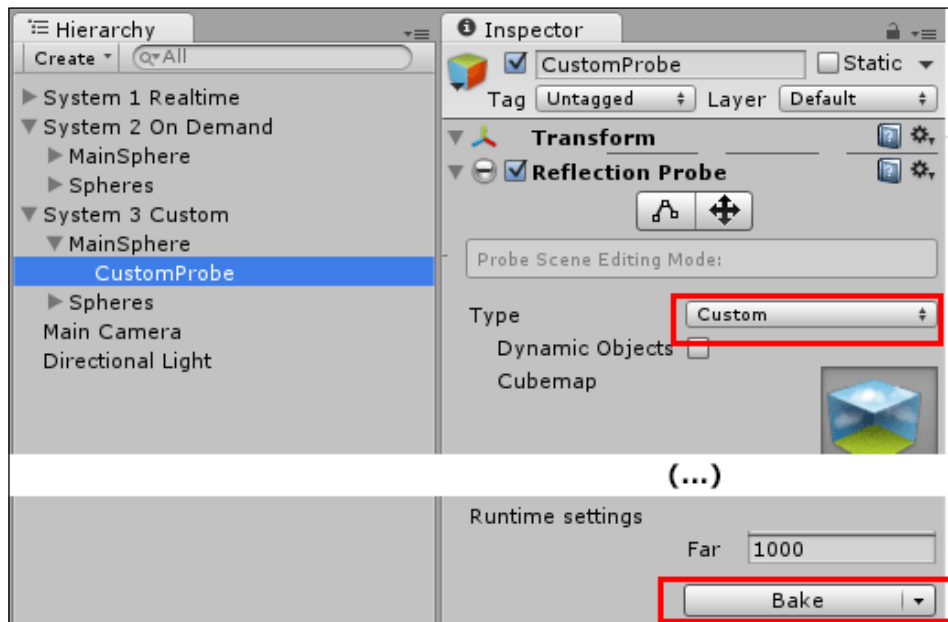 Hierarchy
Create
All
System 1 Realtime
System 2 On Demand
MainSphere
Spheres
System 3 Custom
MainSphere
CustomProbe
Spheres
Main Camera
Directional Light
Inspector
CustomProbe
Static
Tag Untagged Layer Default
Transform
Reflection Probe
Probe Scene Editing Mode:
Type Custom
Dynamic Objects
Cubemap
(...)
Runtime settings
Far 1000
Bake